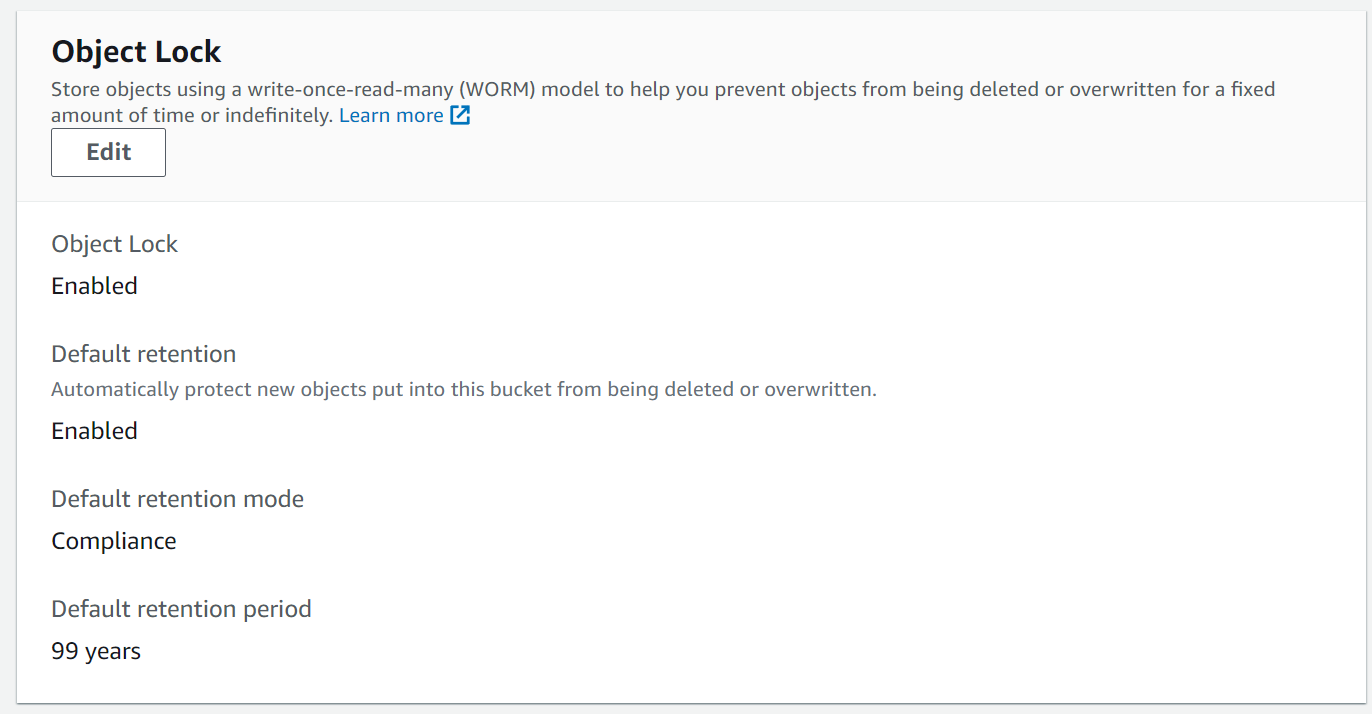 Object Lock
Store objects using a write-once-read-many (WORM) model to help you prevent objects from being deleted or overwritten for a fixed
amount of time or indefinitely. Learn more
Edit
Object Lock
Enabled
Default retention
Automatically protect new objects put into this bucket from being deleted or overwritten.
Enabled
Default retention mode
Compliance
Default retention period
99 years